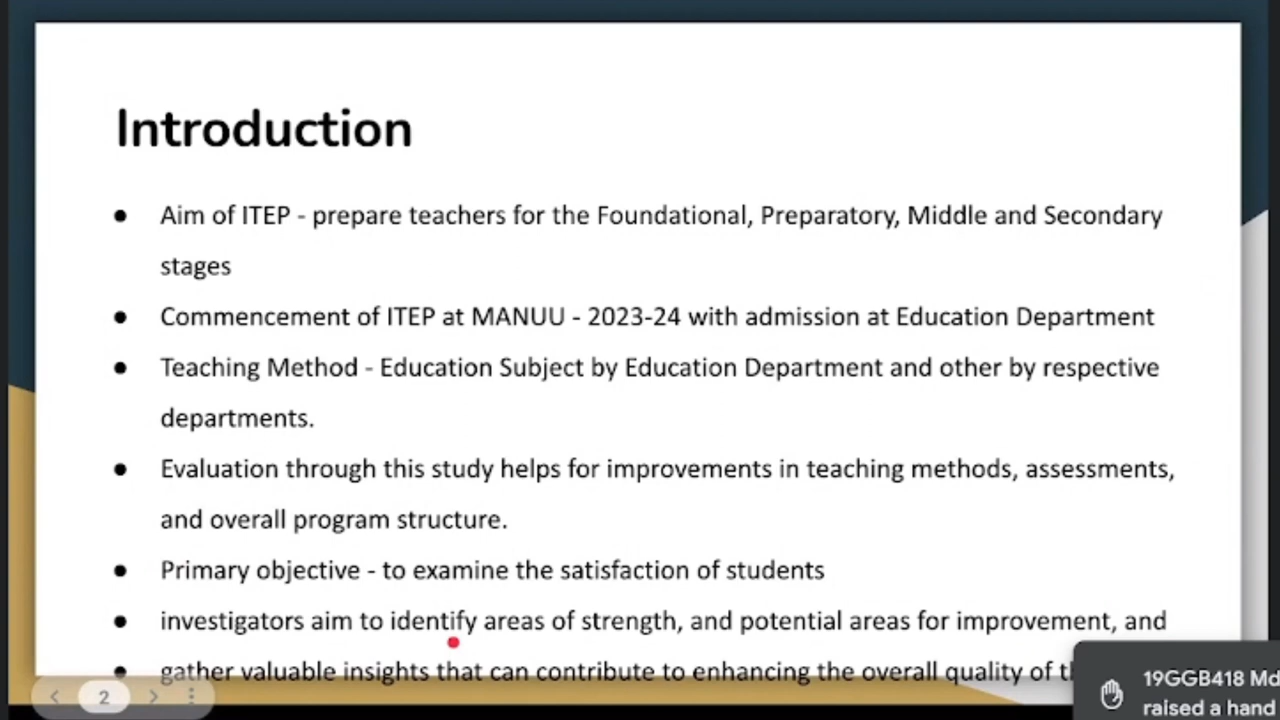 Introduction
● Aim of ITEP - prepare teachers for the Foundational, Preparatory, Middle and Secondary
stages
● Commencement of ITEP at MANUU - 2023-24 with admission at Education Department
● Teaching Method - Education Subject by Education Department and other by respective
departments.
● Evaluation through this study helps for improvements in teaching methods, assessments,
and overall program structure.
● Primary objective - to examine the satisfaction of students
● investigators aim to identify areas of strength, and potential areas for improvement, and
● gather valuable insights that can contribute to enhancing the overall quality of
2
19GGB418 Md
raised a hand